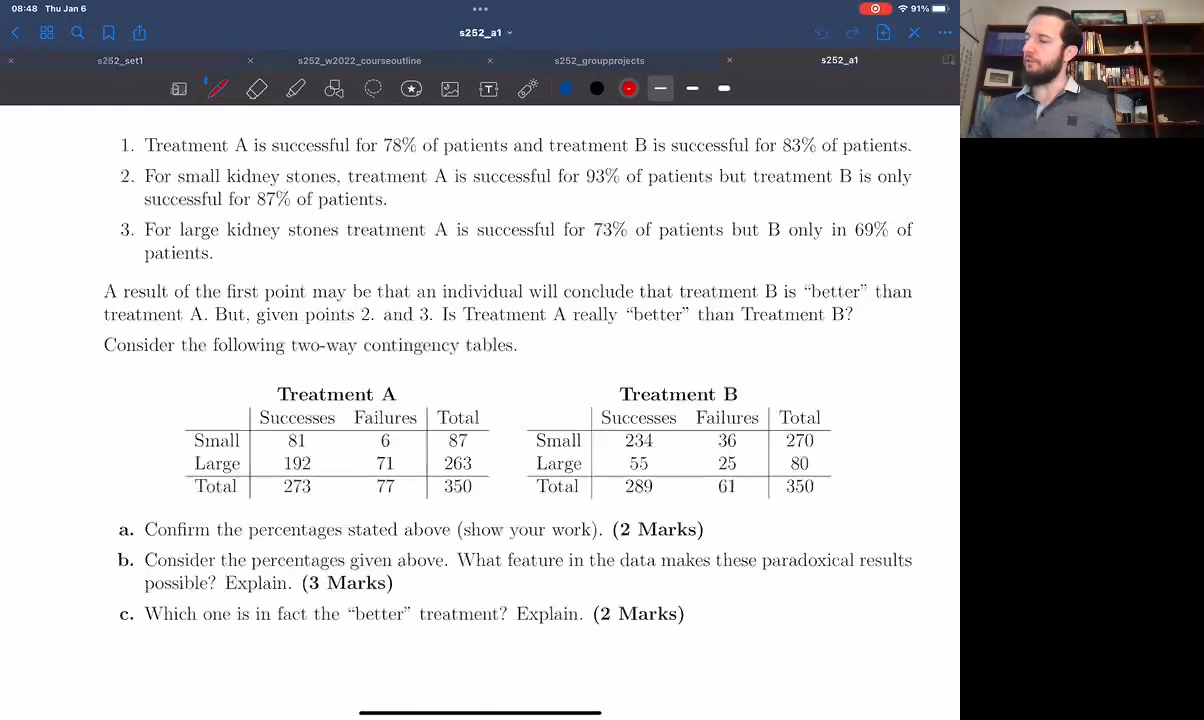 08:48 Thu Jan 6
91%
s252_a1
s252_set1
s252_w2022_courseoutline
s252_groupprojects
s252_a1
1. Treatment A is successful for 78% of patients and treatment B is successful for 83% of patients.
2. For small kidney stones, treatment A is successful for 93% of patients but treatment B is only
successful for 87% of patients.
3. For large kidney stones treatment A is successful for 73% of patients but B only in 69% of
patients.
A result of the first point may be that an individual will conclude that treatment B is “better” than
treatment A. But, given points 2. and 3. Is Treatment A really “better” than Treatment B?
Consider the following two-way contingency tables.
Treatment A
Successes Failures Total
Small 81 6 87
Large 192 71 263
Total 273 77 350
Treatment B
Successes Failures Total
Small 234 36 270
Large 55 25 80
Total 289 61 350
a. Confirm the percentages stated above (show your work). (2 Marks)
b. Consider the percentages given above. What feature in the data makes these paradoxical results
possible? Explain. (3 Marks)
c. Which one is in fact the “better” treatment? Explain. (2 Marks)